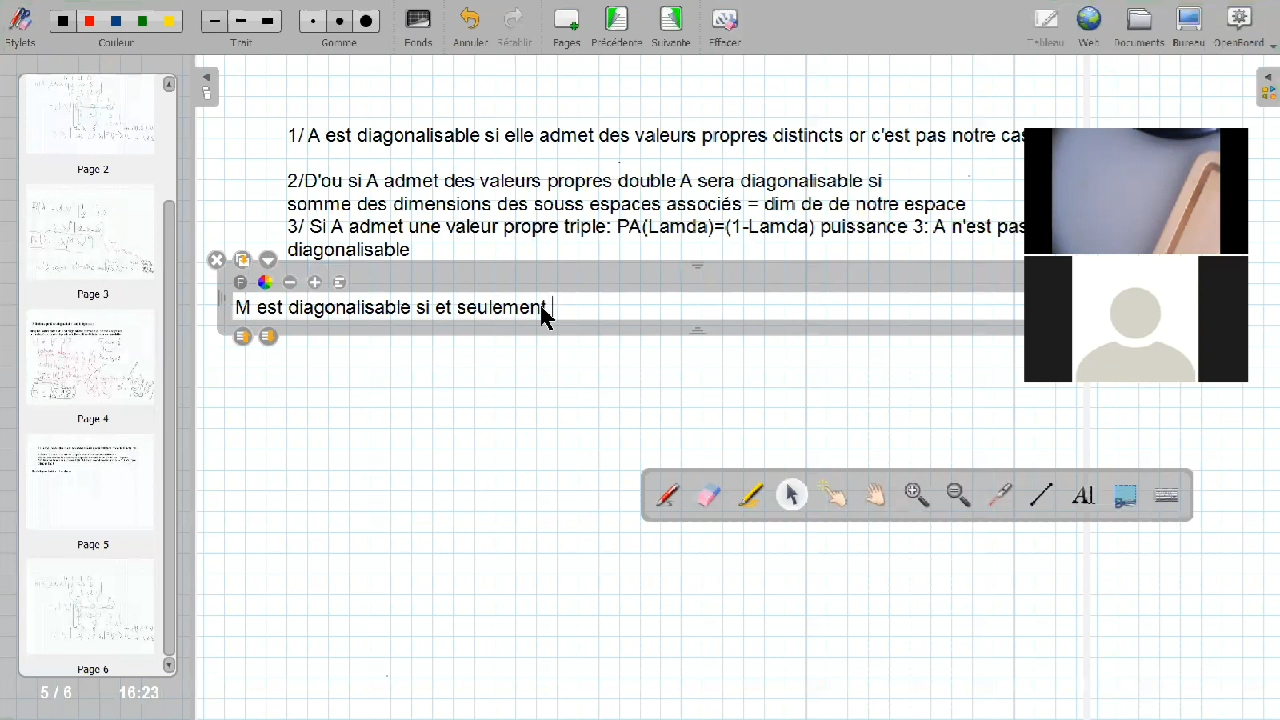 Stylets
Couleur
Trait
Gomme
Fonds
Annuler
Rétablir
Pages
Précédente
Suivante
Effacer
Tableau
Web
Documents
Bureau
OpenBoard
1/ A est diagonalisable si elle admet des valeurs propres distincts or c'est pas notre cas
2/D'ou si A admet des valeurs propres double A sera diagonalisable si
somme des dimensions des souss espaces associés = dim de de notre espace
3/ Si A admet une valeur propre triple: PA(Lamda)=(1-Lamda) puissance 3: A n'est pas
diagonalisable
F
M est diagonalisable si et seulement
AI
Page 2
Page 3
Page 4
Page 5
Page 6
5 / 6
16:23